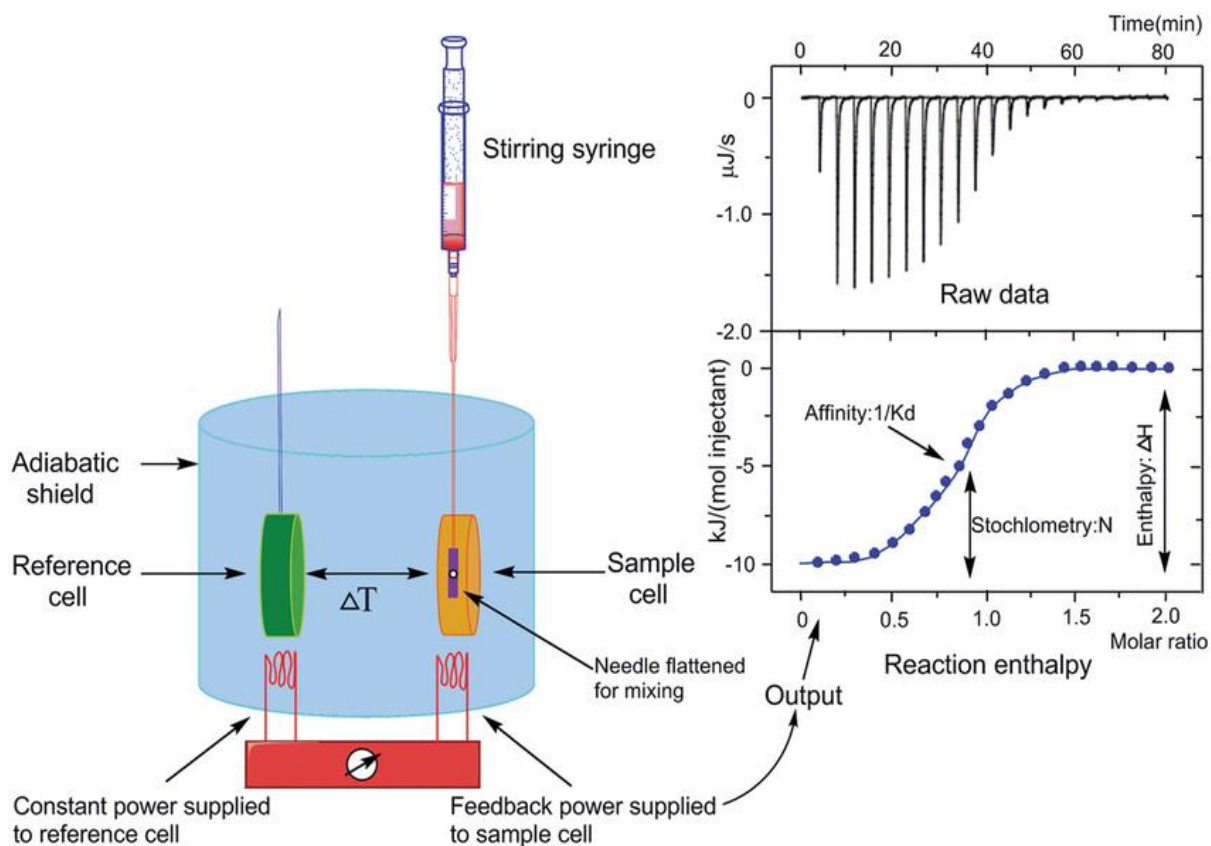 Stirring syringe
Adiabatic
shield
Reference
cell
ΔT
Sample
cell
Needle flattened
for mixing
Constant power supplied
to reference cell
Feedback power supplied
to sample cell
Output
Time(min)
0 20 40 60 80
0
-1.0
-2.0
μJ/s
Raw data
0
-5
-10
kJ/(mol injectant)
Affinity:1/Kd
Stochlometry:N
Enthalpy: ΔH
0 0.5 1.0 1.5 2.0
Molar ratio
Reaction enthalpy